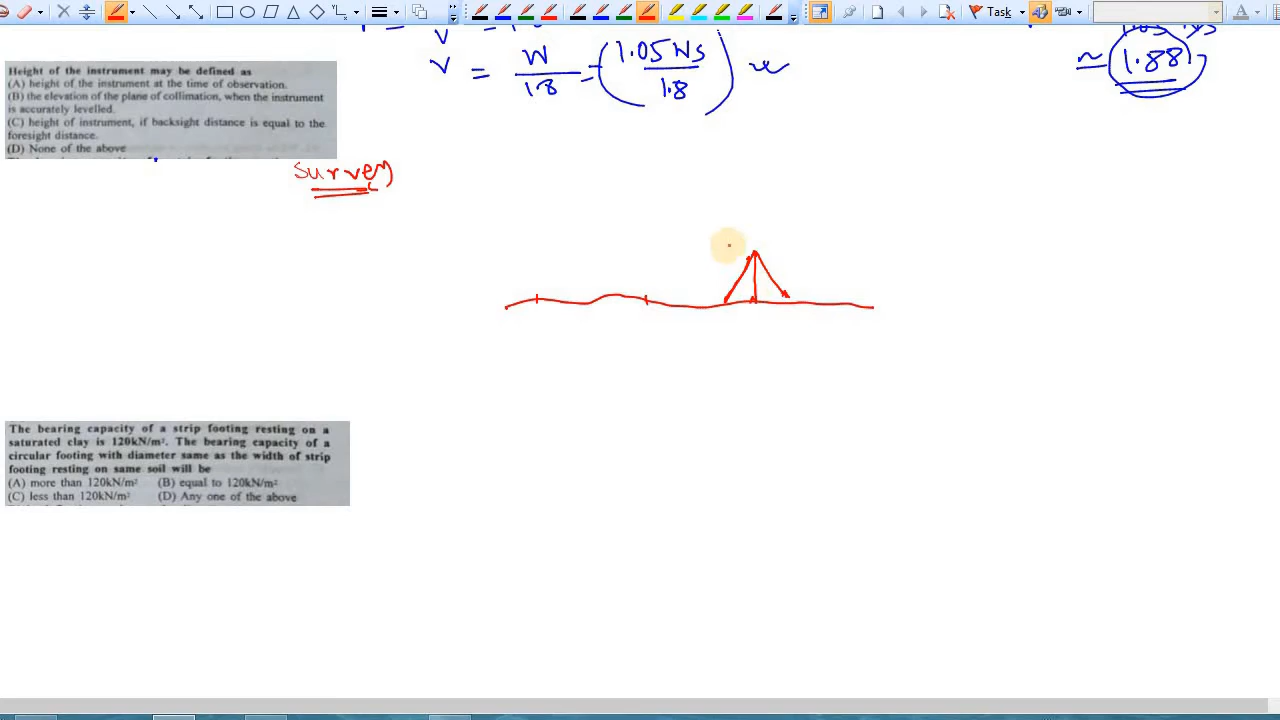 Task
V = W/1.8 = (1.05 Ws/1.8)
≈ 1.88
Height of the instrument may be defined as
(A) height of the instrument at the time of observation.
(B) the elevation of the plane of collimation, when the instrument
is accurately levelled.
(C) height of instrument, if backsight distance is equal to the
foresight distance.
(D) None of the above
Survey
The bearing capacity of a strip footing resting on a
saturated clay is 120kN/m². The bearing capacity of a
circular footing with diameter same as the width of strip
footing resting on same soil will be
(A) more than 120kN/m² (B) equal to 120kN/m²
(C) less than 120kN/m² (D) Any one of the above